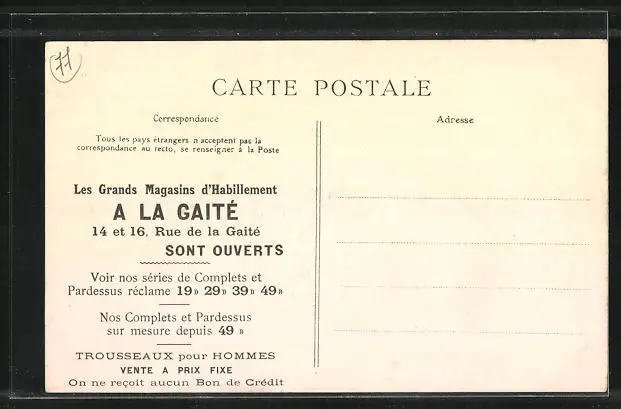 77
CARTE POSTALE
Correspondance
Tous les pays étrangers n'acceptent pas la
correspondance au recto, se renseigner à la Poste
Les Grands Magasins d'Habillement
A LA GAITÉ
14 et 16, Rue de la Gaité
SONT OUVERTS
Voir nos séries de Complets et
Pardessus réclame 19» 29» 39» 49»
Nos Complets et Pardessus
sur mesure depuis 49 »
TROUSSEAUX pour HOMMES
VENTE A PRIX FIXE
On ne reçoit aucun Bon de Crédit
Adresse